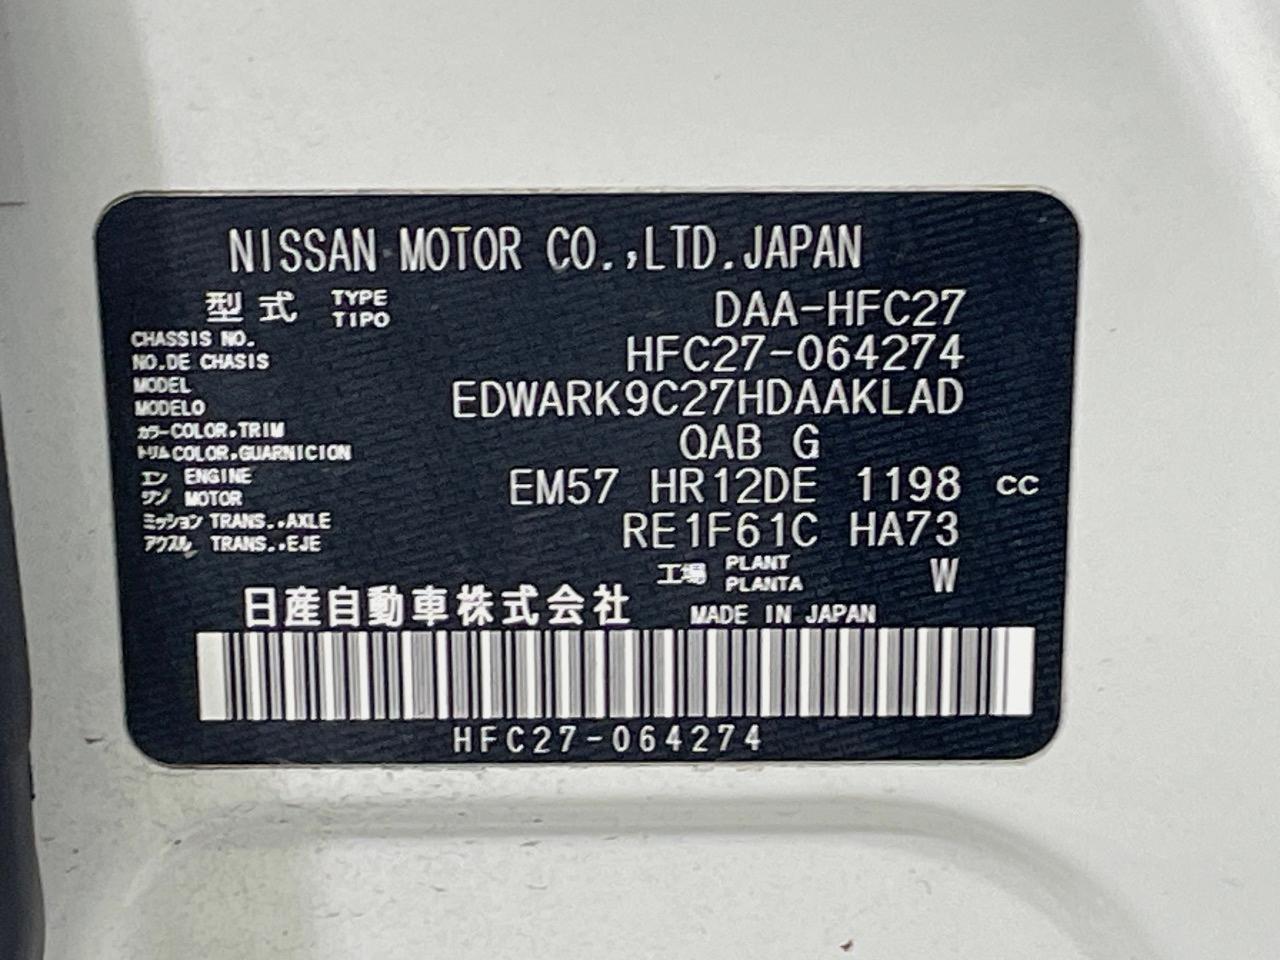 NISSAN MOTOR CO.,LTD.JAPAN
型式 TYPE TIPO DAA-HFC27
CHASSIS NO.
NO.DE CHASIS HFC27-064274
MODEL
MODELO EDWARK9C27HDAAKLAD
カラー COLOR,TRIM
トリム COLOR,GUARNICION QAB G
エン ENGINE
ジン MOTOR EM57 HR12DE 1198 cc
ミッション TRANS.,AXLE
アクスル TRANS.,EJE RE1F61C HA73
工場 PLANT PLANTA W
日産自動車株式会社 MADE IN JAPAN
HFC27-064274